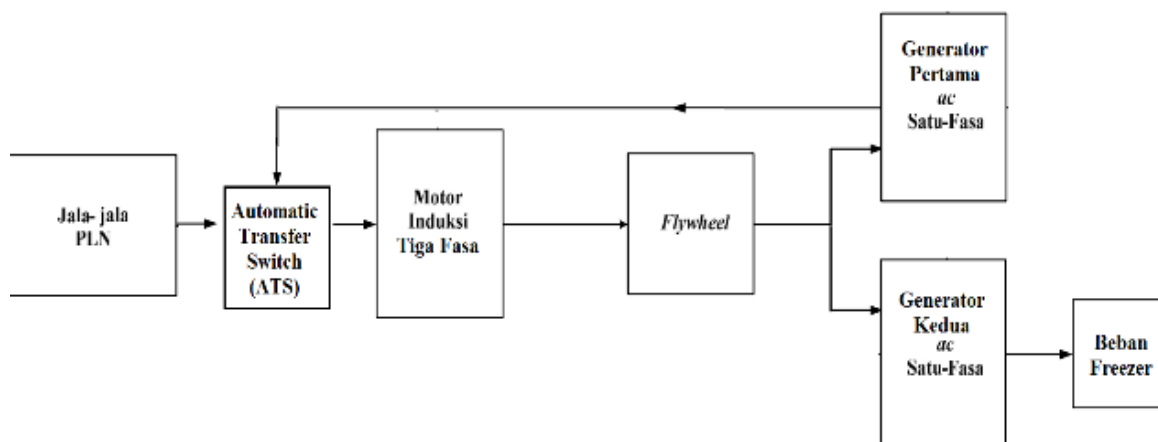 Jala- jala
PLN
Automatic
Transfer
Switch
(ATS)
Motor
Induksi
Tiga Fasa
Flywheel
Generator
Pertama
ac
Satu-Fasa
Generator
Kedua
ac
Satu-Fasa
Beban
Freezer